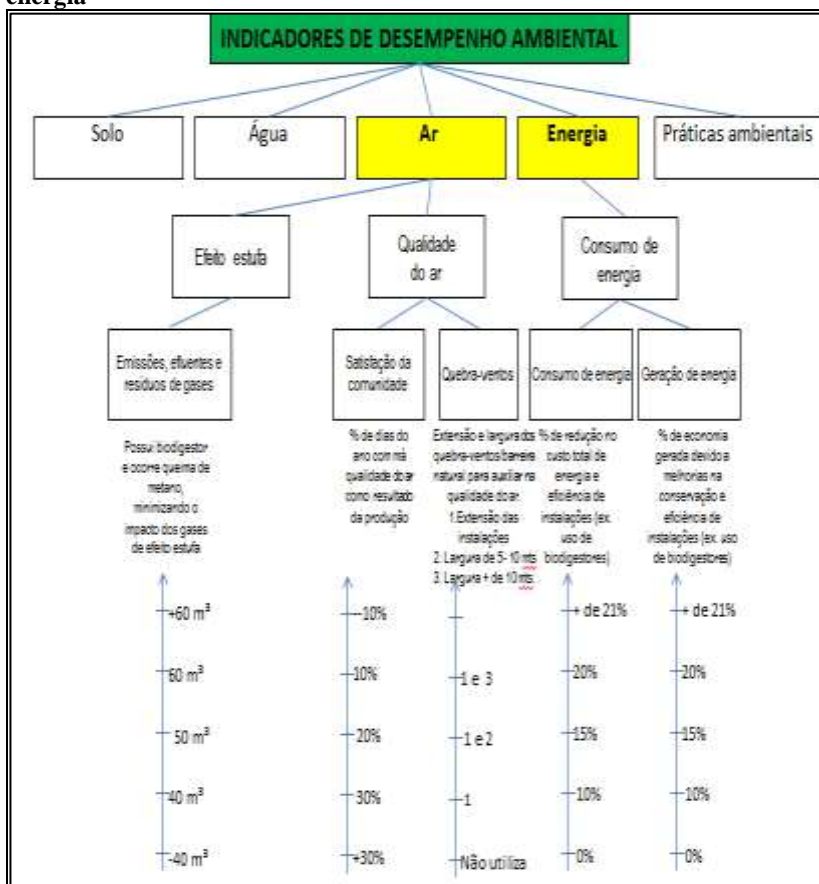 energia
INDICADORES DE DESEMPENHO AMBIENTAL
Solo
Água
Ar
Energia
Práticas ambientais
Efeito estufa
Qualidade
do ar
Consumo de
energia
Emissões, efluentes e
resíduos de gases
Satisfação da
comunidade
Quebra-ventos
Consumo de energia
Geração de energia
Possui biodigestor
e ocorre queima de
metano,
minimizando o
impacto dos gases
de efeito estufa
% de dias do
ano com má
qualidade do ar
como resultado
da produção
Extensão e largura dos
quebra-ventos barreira
natural para auxiliar na
qualidade do ar.
1.Extensão das
instalações
2. Largura de 5- 10 mts
3. Largura + de 10 mts.
% de redução no
custo total de
energia e
eficiência de
instalações (ex.
uso de
biodigestores)
% de economia
gerada devido a
melhorias na
conservação e
eficiência de
instalações (ex. uso
de biodigestores)
+60 m³
60 m³
50 m³
40 m³
-40 m³
-10%
10%
20%
30%
+30%
1 e 3
1 e 2
1
Não utiliza
+ de 21%
20%
15%
10%
0%
+ de 21%
20%
15%
10%
0%